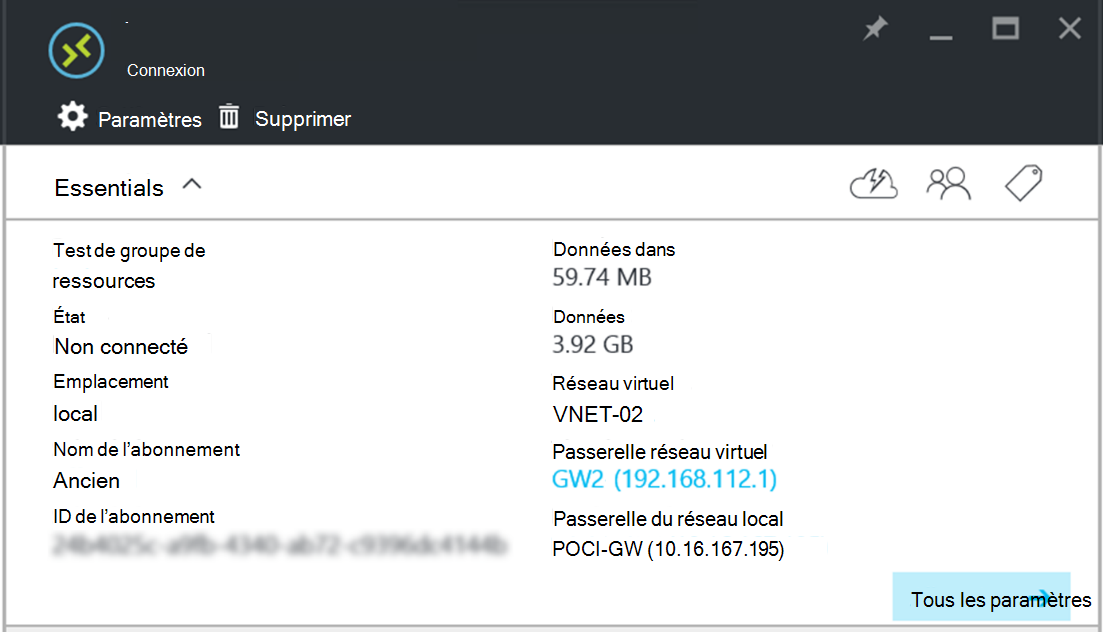 Connexion
Paramètres Supprimer
Essentials
Test de groupe de
ressources
État
Non connecté
Emplacement
local
Nom de l’abonnement
Ancien
ID de l’abonnement
Données dans
59.74 MB
Données
3.92 GB
Réseau virtuel
VNET-02
Passerelle réseau virtuel
GW2 (192.168.112.1)
Passerelle du réseau local
POCI-GW (10.16.167.195)
Tous les paramètres